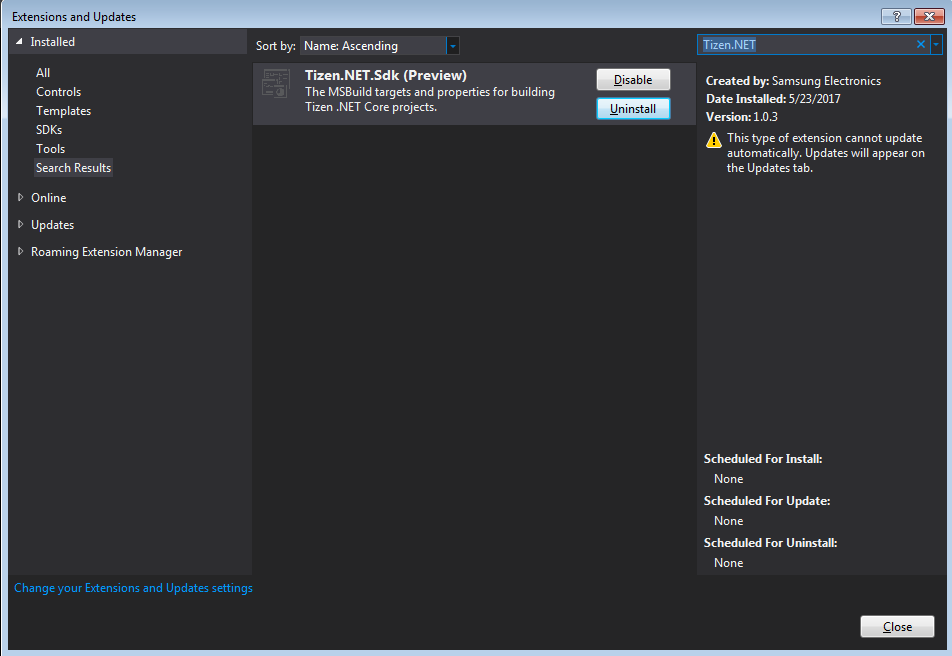 Extensions and Updates
Installed
All
Controls
Templates
SDKs
Tools
Search Results
Online
Updates
Roaming Extension Manager
Change your Extensions and Updates settings
Sort by: Name: Ascending
Tizen.NET.Sdk (Preview)
The MSBuild targets and properties for building
Tizen .NET Core projects.
Disable
Uninstall
Tizen.NET
Created by: Samsung Electronics
Date Installed: 5/23/2017
Version: 1.0.3
This type of extension cannot update
automatically. Updates will appear on
the Updates tab.
Scheduled For Install:
None
Scheduled For Update:
None
Scheduled For Uninstall:
None
Close